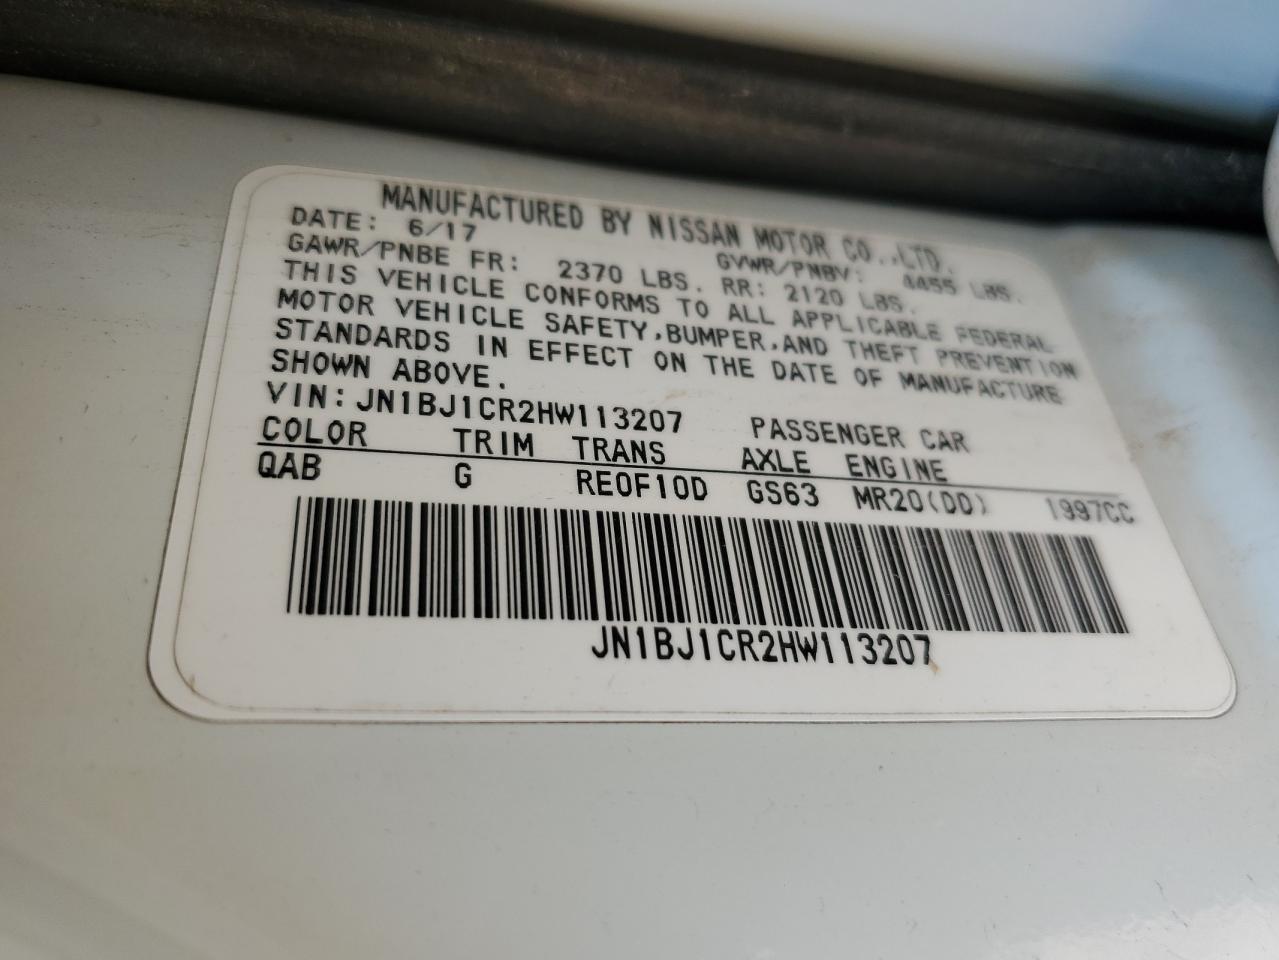 MANUFACTURED BY NISSAN MOTOR CO.,LTD.
DATE: 6/17 GVWR/PNBV: 4455 LBS.
GAWR/PNBE FR: 2370 LBS. RR: 2120 LBS.
THIS VEHICLE CONFORMS TO ALL APPLICABLE FEDERAL
MOTOR VEHICLE SAFETY,BUMPER,AND THEFT PREVENTION
STANDARDS IN EFFECT ON THE DATE OF MANUFACTURE
SHOWN ABOVE.
VIN: JN1BJ1CR2HW113207 PASSENGER CAR
COLOR TRIM TRANS AXLE ENGINE
QAB G RE0F10D GS63 MR20(DD) 1997CC
JN1BJ1CR2HW113207